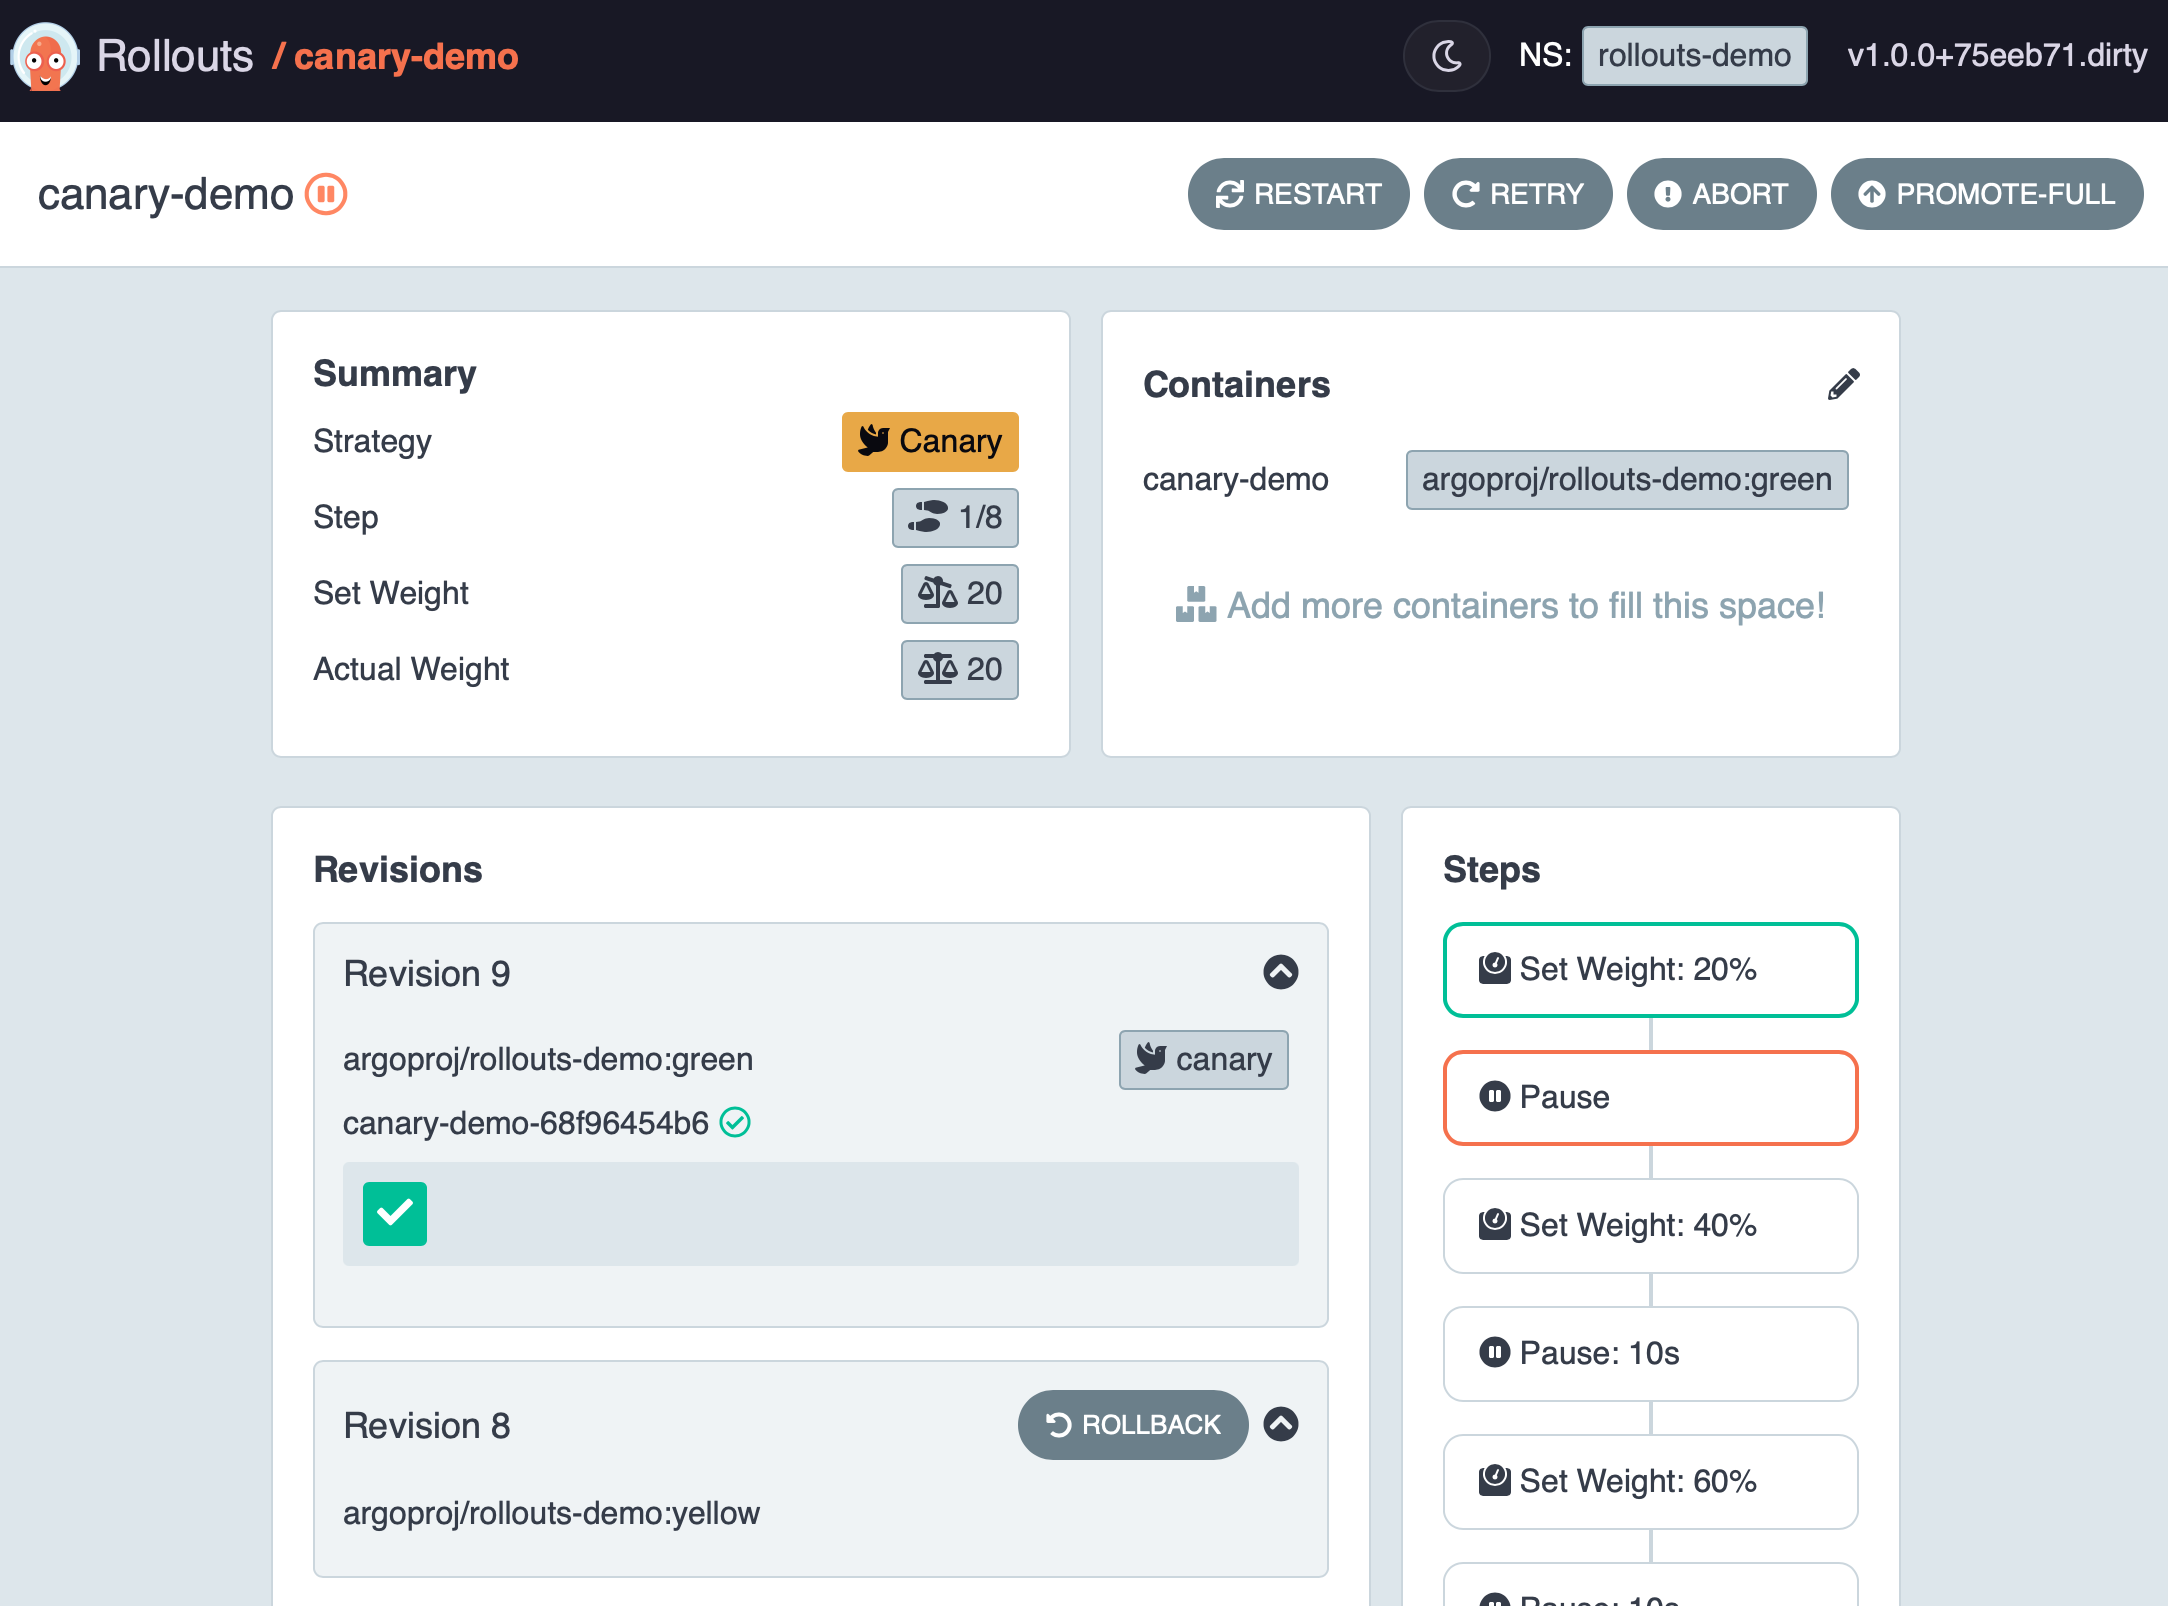 Rollouts / canary-demo
NS: rollouts-demo v1.0.0+75eeb71.dirty
canary-demo
RESTART RETRY ABORT PROMOTE-FULL
Summary
Strategy Canary
Step 1/8
Set Weight 20
Actual Weight 20
Containers
canary-demo argoproj/rollouts-demo:green
Add more containers to fill this space!
Revisions
Revision 9
argoproj/rollouts-demo:green canary
canary-demo-68f96454b6
Revision 8 ROLLBACK
argoproj/rollouts-demo:yellow
Steps
Set Weight: 20%
Pause
Set Weight: 40%
Pause: 10s
Set Weight: 60%
Pause: 10s